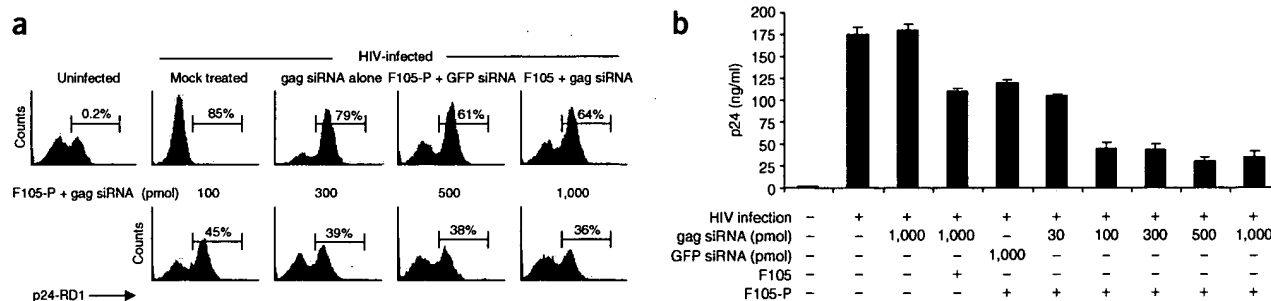 a
HIV-infected
Uninfected
Mock treated
gag siRNA alone
F105-P + GFP siRNA
F105 + gag siRNA
Counts
0.2%
85%
79%
61%
64%
F105-P + gag siRNA (pmol)
100
300
500
1,000
Counts
45%
39%
38%
36%
p24-RD1
b
p24 (ng/ml)
200
175
150
125
100
75
50
25
0
HIV infection – + + + + + + + + +
gag siRNA (pmol) – – 1,000 1,000 – 30 100 300 500 1,000
GFP siRNA (pmol) – – – – 1,000 – – – – –
F105 – – – + – – – – – –
F105-P – – – – + + + + + +